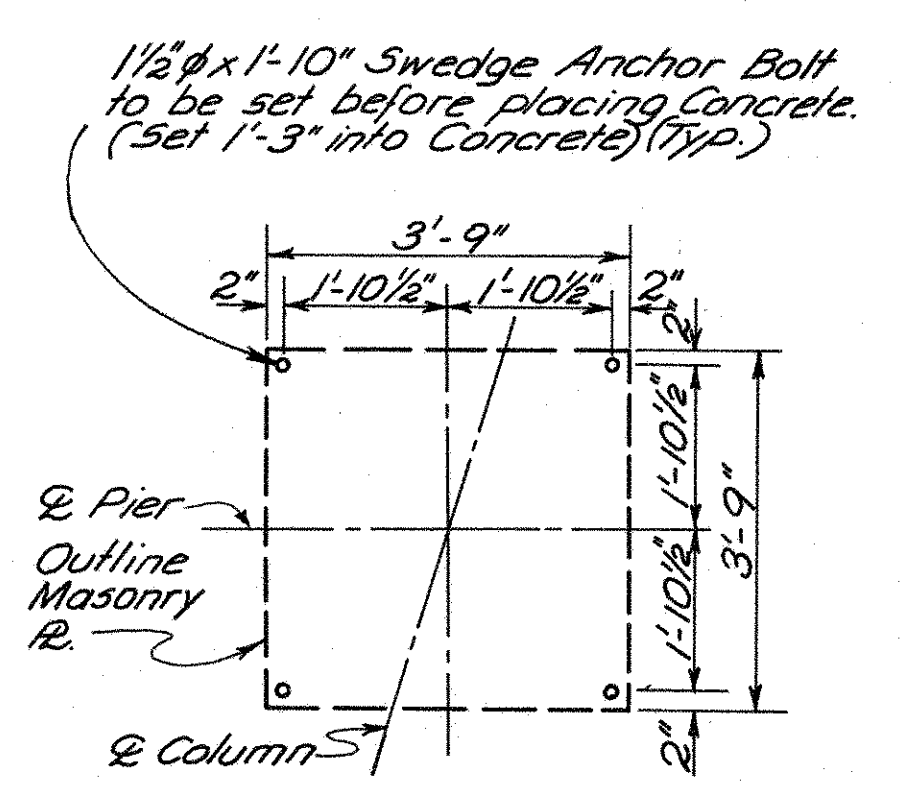 1½"φ x 1'-10" Swedge Anchor Bolt
to be set before placing Concrete.
(Set 1'-3" into Concrete) (Typ.)
3'-9"
2" 1'-10½" 1'-10½" 2"
2"
1'-10½"
3'-9"
1'-10½"
2"
℄ Pier
Outline
Masonry
PL.
℄ Column